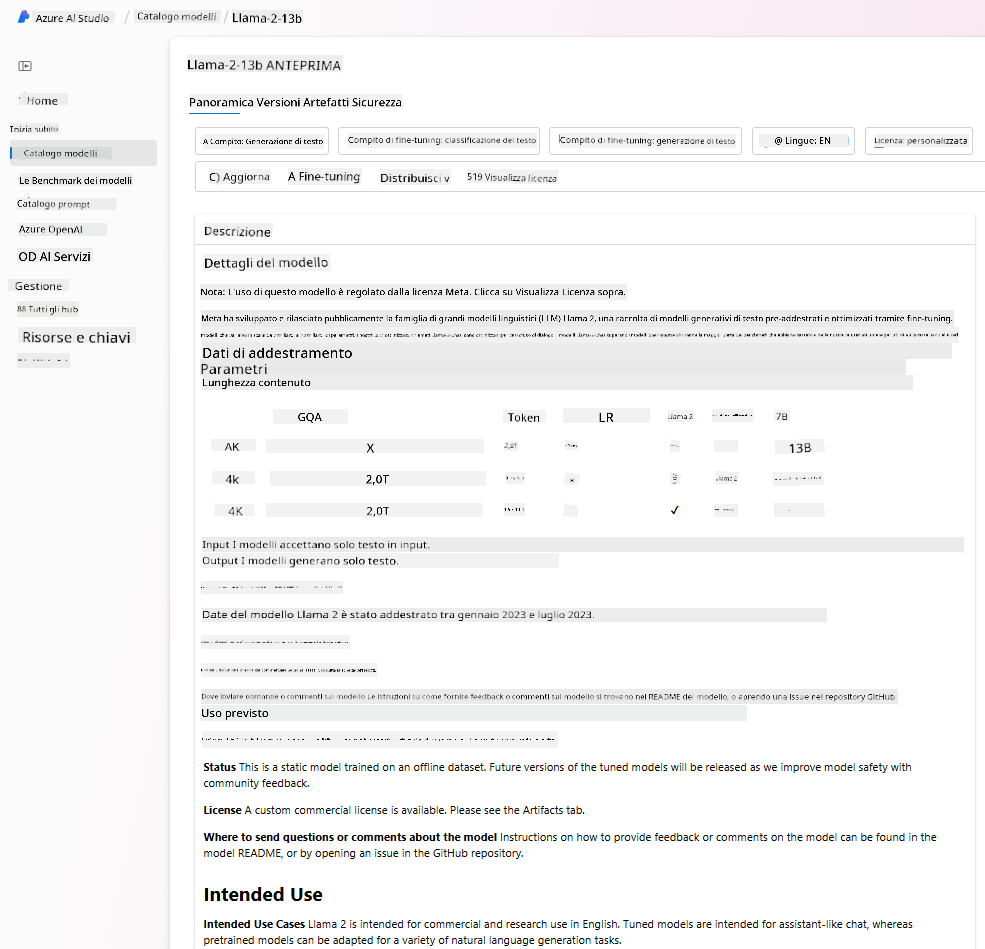 Azure AI Studio / Catalogo modelli / Llama-2-13b
Llama-2-13b ANTEPRIMA
Home
Panoramica Versioni Artefatti Sicurezza
Inizia subito
A Compito: Generazione di testo
Compito di fine-tuning: classificazione del testo
Compito di fine-tuning: generazione di testo
@ Lingue: EN
Licenza: personalizzata
Catalogo modelli
Le Benchmark dei modelli
C) Aggiorna
A Fine-tuning
Distribuisci v
519 Visualizza licenza
Catalogo prompt
Azure OpenAI
OD AI Servizi
Gestione
88 Tutti gli hub
Risorse e chiavi
Descrizione
Dettagli del modello
Nota: L'uso di questo modello è regolato dalla licenza Meta. Clicca su Visualizza Licenza sopra.
Meta ha sviluppato e rilasciato pubblicamente la famiglia di grandi modelli linguistici (LLM) Llama 2, una raccolta di modelli generativi di testo pre-addestrati e ottimizzati tramite fine-tuning.
Dati di addestramento
Parametri
Lunghezza contenuto
GQA Token LR Llama 2 7B
AK X 2,0T 13B
4k 2,0T Llama 2
4K 2,0T ✓
Input I modelli accettano solo testo in input.
Output I modelli generano solo testo.
Date del modello Llama 2 è stato addestrato tra gennaio 2023 e luglio 2023.
Dove inviare domande o commenti sul modello Le istruzioni su come fornire feedback o commenti sul modello si trovano nel README del modello, o aprendo una issue nel repository GitHub.
Uso previsto
Status This is a static model trained on an offline dataset. Future versions of the tuned models will be released as we improve model safety with
community feedback.
License A custom commercial license is available. Please see the Artifacts tab.
Where to send questions or comments about the model Instructions on how to provide feedback or comments on the model can be found in the
model README, or by opening an issue in the GitHub repository.
Intended Use
Intended Use Cases Llama 2 is intended for commercial and research use in English. Tuned models are intended for assistant-like chat, whereas
pretrained models can be adapted for a variety of natural language generation tasks.